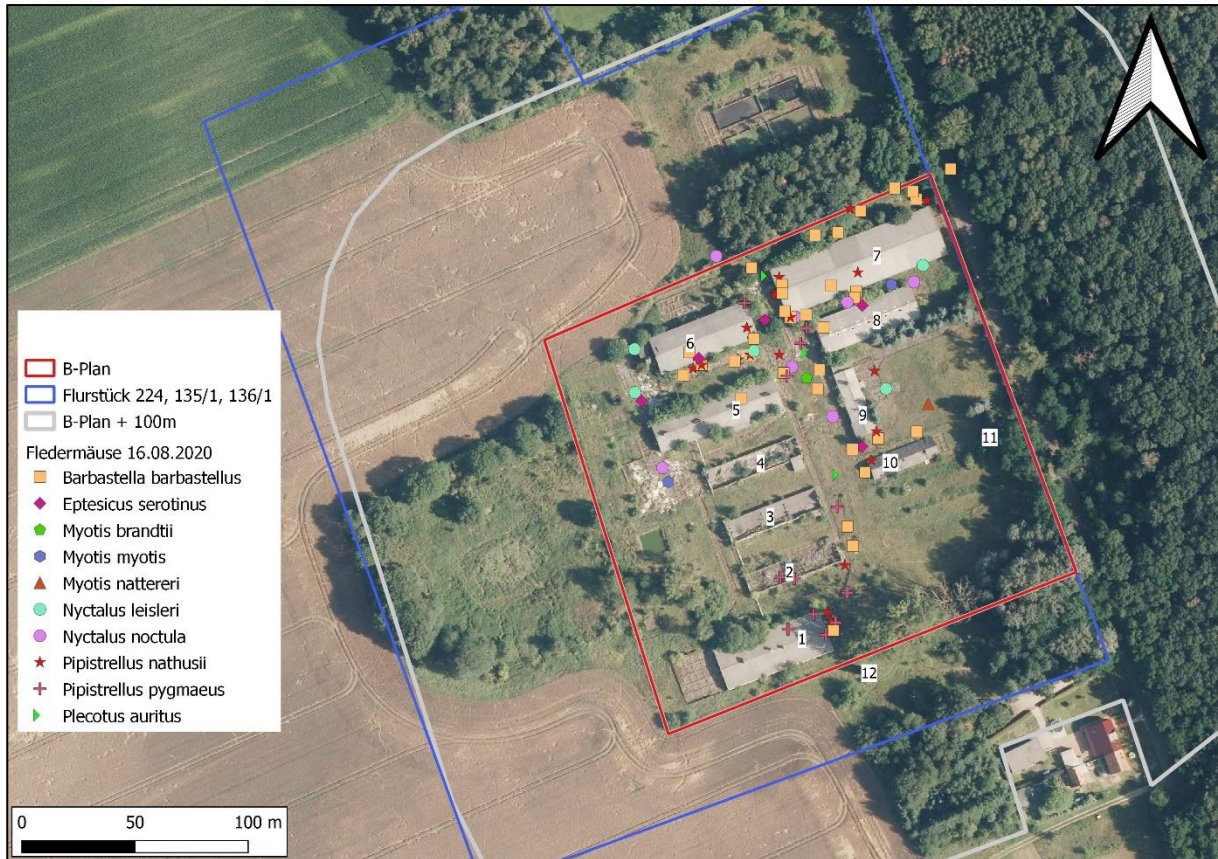 7
8
6
9
5
11
10
4
3
2
1
12
B-Plan
Flurstück 224, 135/1, 136/1
B-Plan + 100m
Fledermäuse 16.08.2020
Barbastella barbastellus
Eptesicus serotinus
Myotis brandtii
Myotis myotis
Myotis nattereri
Nyctalus leisleri
Nyctalus noctula
Pipistrellus nathusii
Pipistrellus pygmaeus
Plecotus auritus
0 50 100 m